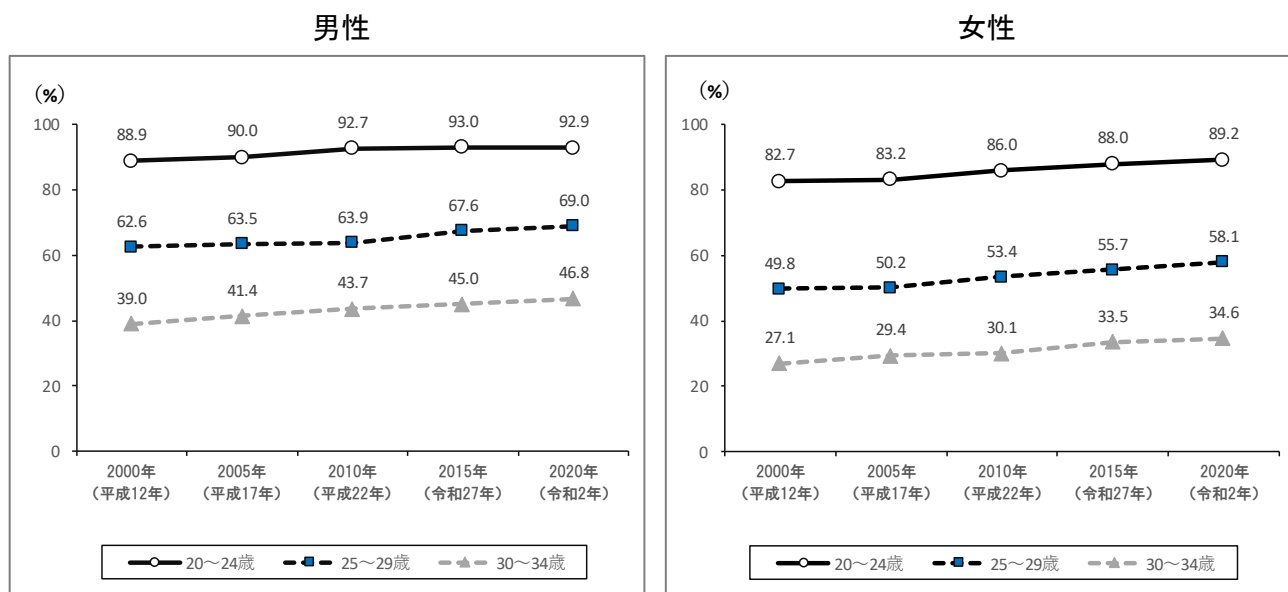 男性
(%)
100
80
60
40
20
0
88.9 90.0 92.7 93.0 92.9
62.6 63.5 63.9 67.6 69.0
39.0 41.4 43.7 45.0 46.8
2000年 2005年 2010年 2015年 2020年
(平成12年) (平成17年) (平成22年) (令和27年) (令和2年)
20～24歳 25～29歳 30～34歳
女性
(%)
100
80
60
40
20
0
82.7 83.2 86.0 88.0 89.2
49.8 50.2 53.4 55.7 58.1
27.1 29.4 30.1 33.5 34.6
2000年 2005年 2010年 2015年 2020年
(平成12年) (平成17年) (平成22年) (令和27年) (令和2年)
20～24歳 25～29歳 30～34歳